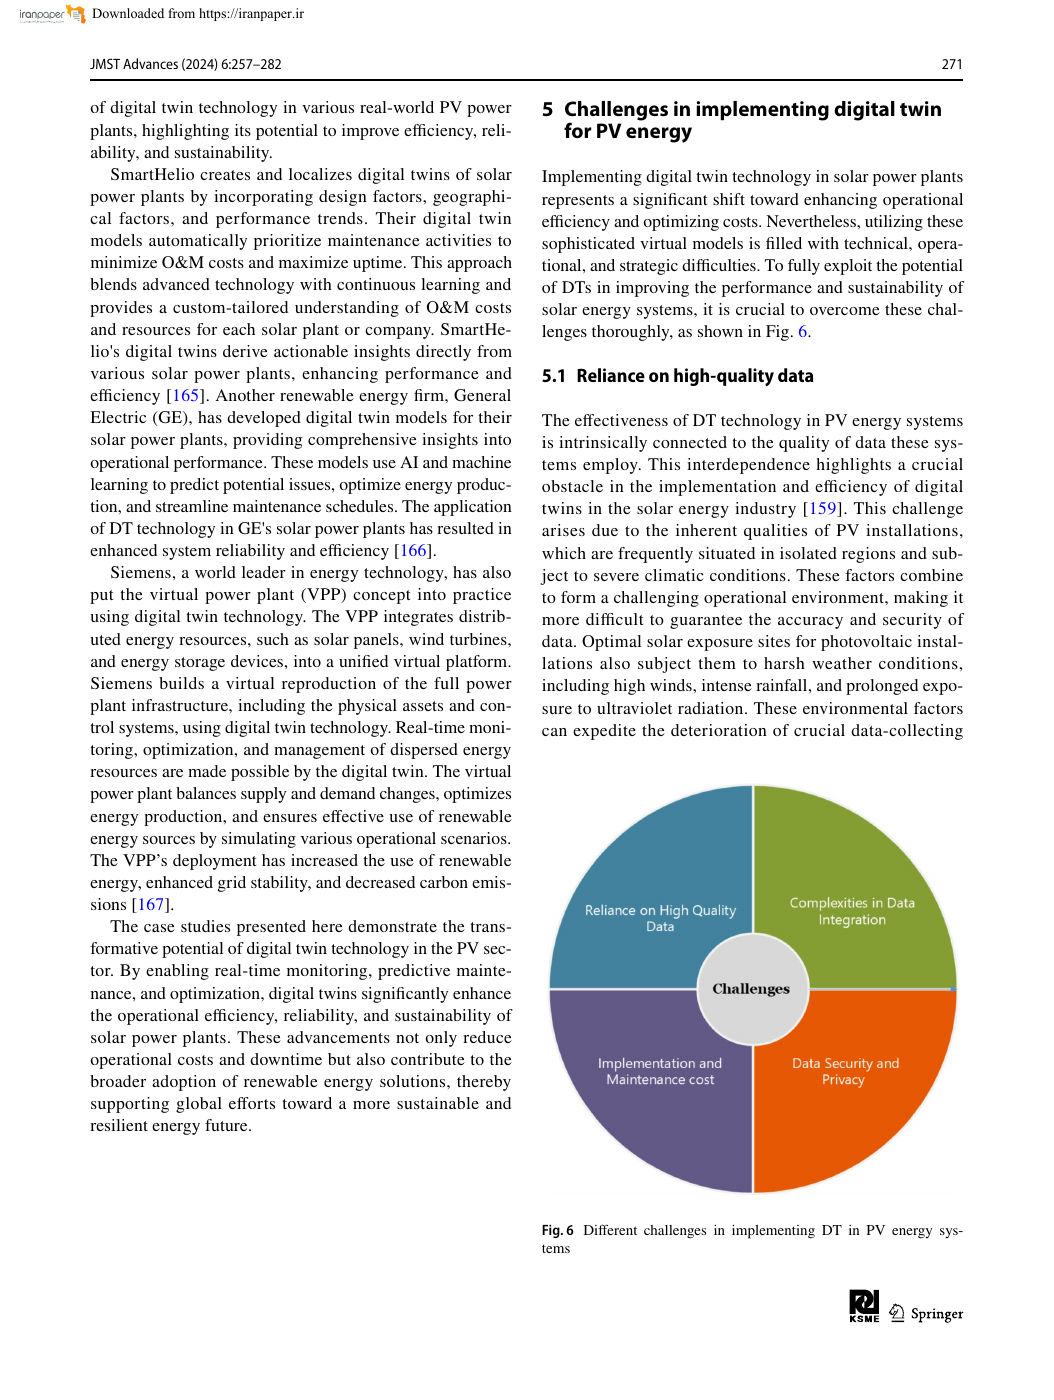 iranpaper
Downloaded from https://iranpaper.ir
JMST Advances (2024) 6:257–282
271
of digital twin technology in various real-world PV power
plants, highlighting its potential to improve efficiency, reli-
ability, and sustainability.
SmartHelio creates and localizes digital twins of solar
power plants by incorporating design factors, geographi-
cal factors, and performance trends. Their digital twin
models automatically prioritize maintenance activities to
minimize O&M costs and maximize uptime. This approach
blends advanced technology with continuous learning and
provides a custom-tailored understanding of O&M costs
and resources for each solar plant or company. SmartHe-
lio's digital twins derive actionable insights directly from
various solar power plants, enhancing performance and
efficiency [165]. Another renewable energy firm, General
Electric (GE), has developed digital twin models for their
solar power plants, providing comprehensive insights into
operational performance. These models use AI and machine
learning to predict potential issues, optimize energy produc-
tion, and streamline maintenance schedules. The application
of DT technology in GE's solar power plants has resulted in
enhanced system reliability and efficiency [166].
Siemens, a world leader in energy technology, has also
put the virtual power plant (VPP) concept into practice
using digital twin technology. The VPP integrates distrib-
uted energy resources, such as solar panels, wind turbines,
and energy storage devices, into a unified virtual platform.
Siemens builds a virtual reproduction of the full power
plant infrastructure, including the physical assets and con-
trol systems, using digital twin technology. Real-time moni-
toring, optimization, and management of dispersed energy
resources are made possible by the digital twin. The virtual
power plant balances supply and demand changes, optimizes
energy production, and ensures effective use of renewable
energy sources by simulating various operational scenarios.
The VPP’s deployment has increased the use of renewable
energy, enhanced grid stability, and decreased carbon emis-
sions [167].
The case studies presented here demonstrate the trans-
formative potential of digital twin technology in the PV sec-
tor. By enabling real-time monitoring, predictive mainte-
nance, and optimization, digital twins significantly enhance
the operational efficiency, reliability, and sustainability of
solar power plants. These advancements not only reduce
operational costs and downtime but also contribute to the
broader adoption of renewable energy solutions, thereby
supporting global efforts toward a more sustainable and
resilient energy future.
5 Challenges in implementing digital twin
for PV energy
Implementing digital twin technology in solar power plants
represents a significant shift toward enhancing operational
efficiency and optimizing costs. Nevertheless, utilizing these
sophisticated virtual models is filled with technical, opera-
tional, and strategic difficulties. To fully exploit the potential
of DTs in improving the performance and sustainability of
solar energy systems, it is crucial to overcome these chal-
lenges thoroughly, as shown in Fig. 6.
5.1 Reliance on high-quality data
The effectiveness of DT technology in PV energy systems
is intrinsically connected to the quality of data these sys-
tems employ. This interdependence highlights a crucial
obstacle in the implementation and efficiency of digital
twins in the solar energy industry [159]. This challenge
arises due to the inherent qualities of PV installations,
which are frequently situated in isolated regions and sub-
ject to severe climatic conditions. These factors combine
to form a challenging operational environment, making it
more difficult to guarantee the accuracy and security of
data. Optimal solar exposure sites for photovoltaic instal-
lations also subject them to harsh weather conditions,
including high winds, intense rainfall, and prolonged expo-
sure to ultraviolet radiation. These environmental factors
can expedite the deterioration of crucial data-collecting
Reliance on High Quality
Data
Complexities in Data
Integration
Challenges
Implementation and
Maintenance cost
Data Security and
Privacy
Fig. 6 Different challenges in implementing DT in PV energy sys-
tems
KSME
Springer